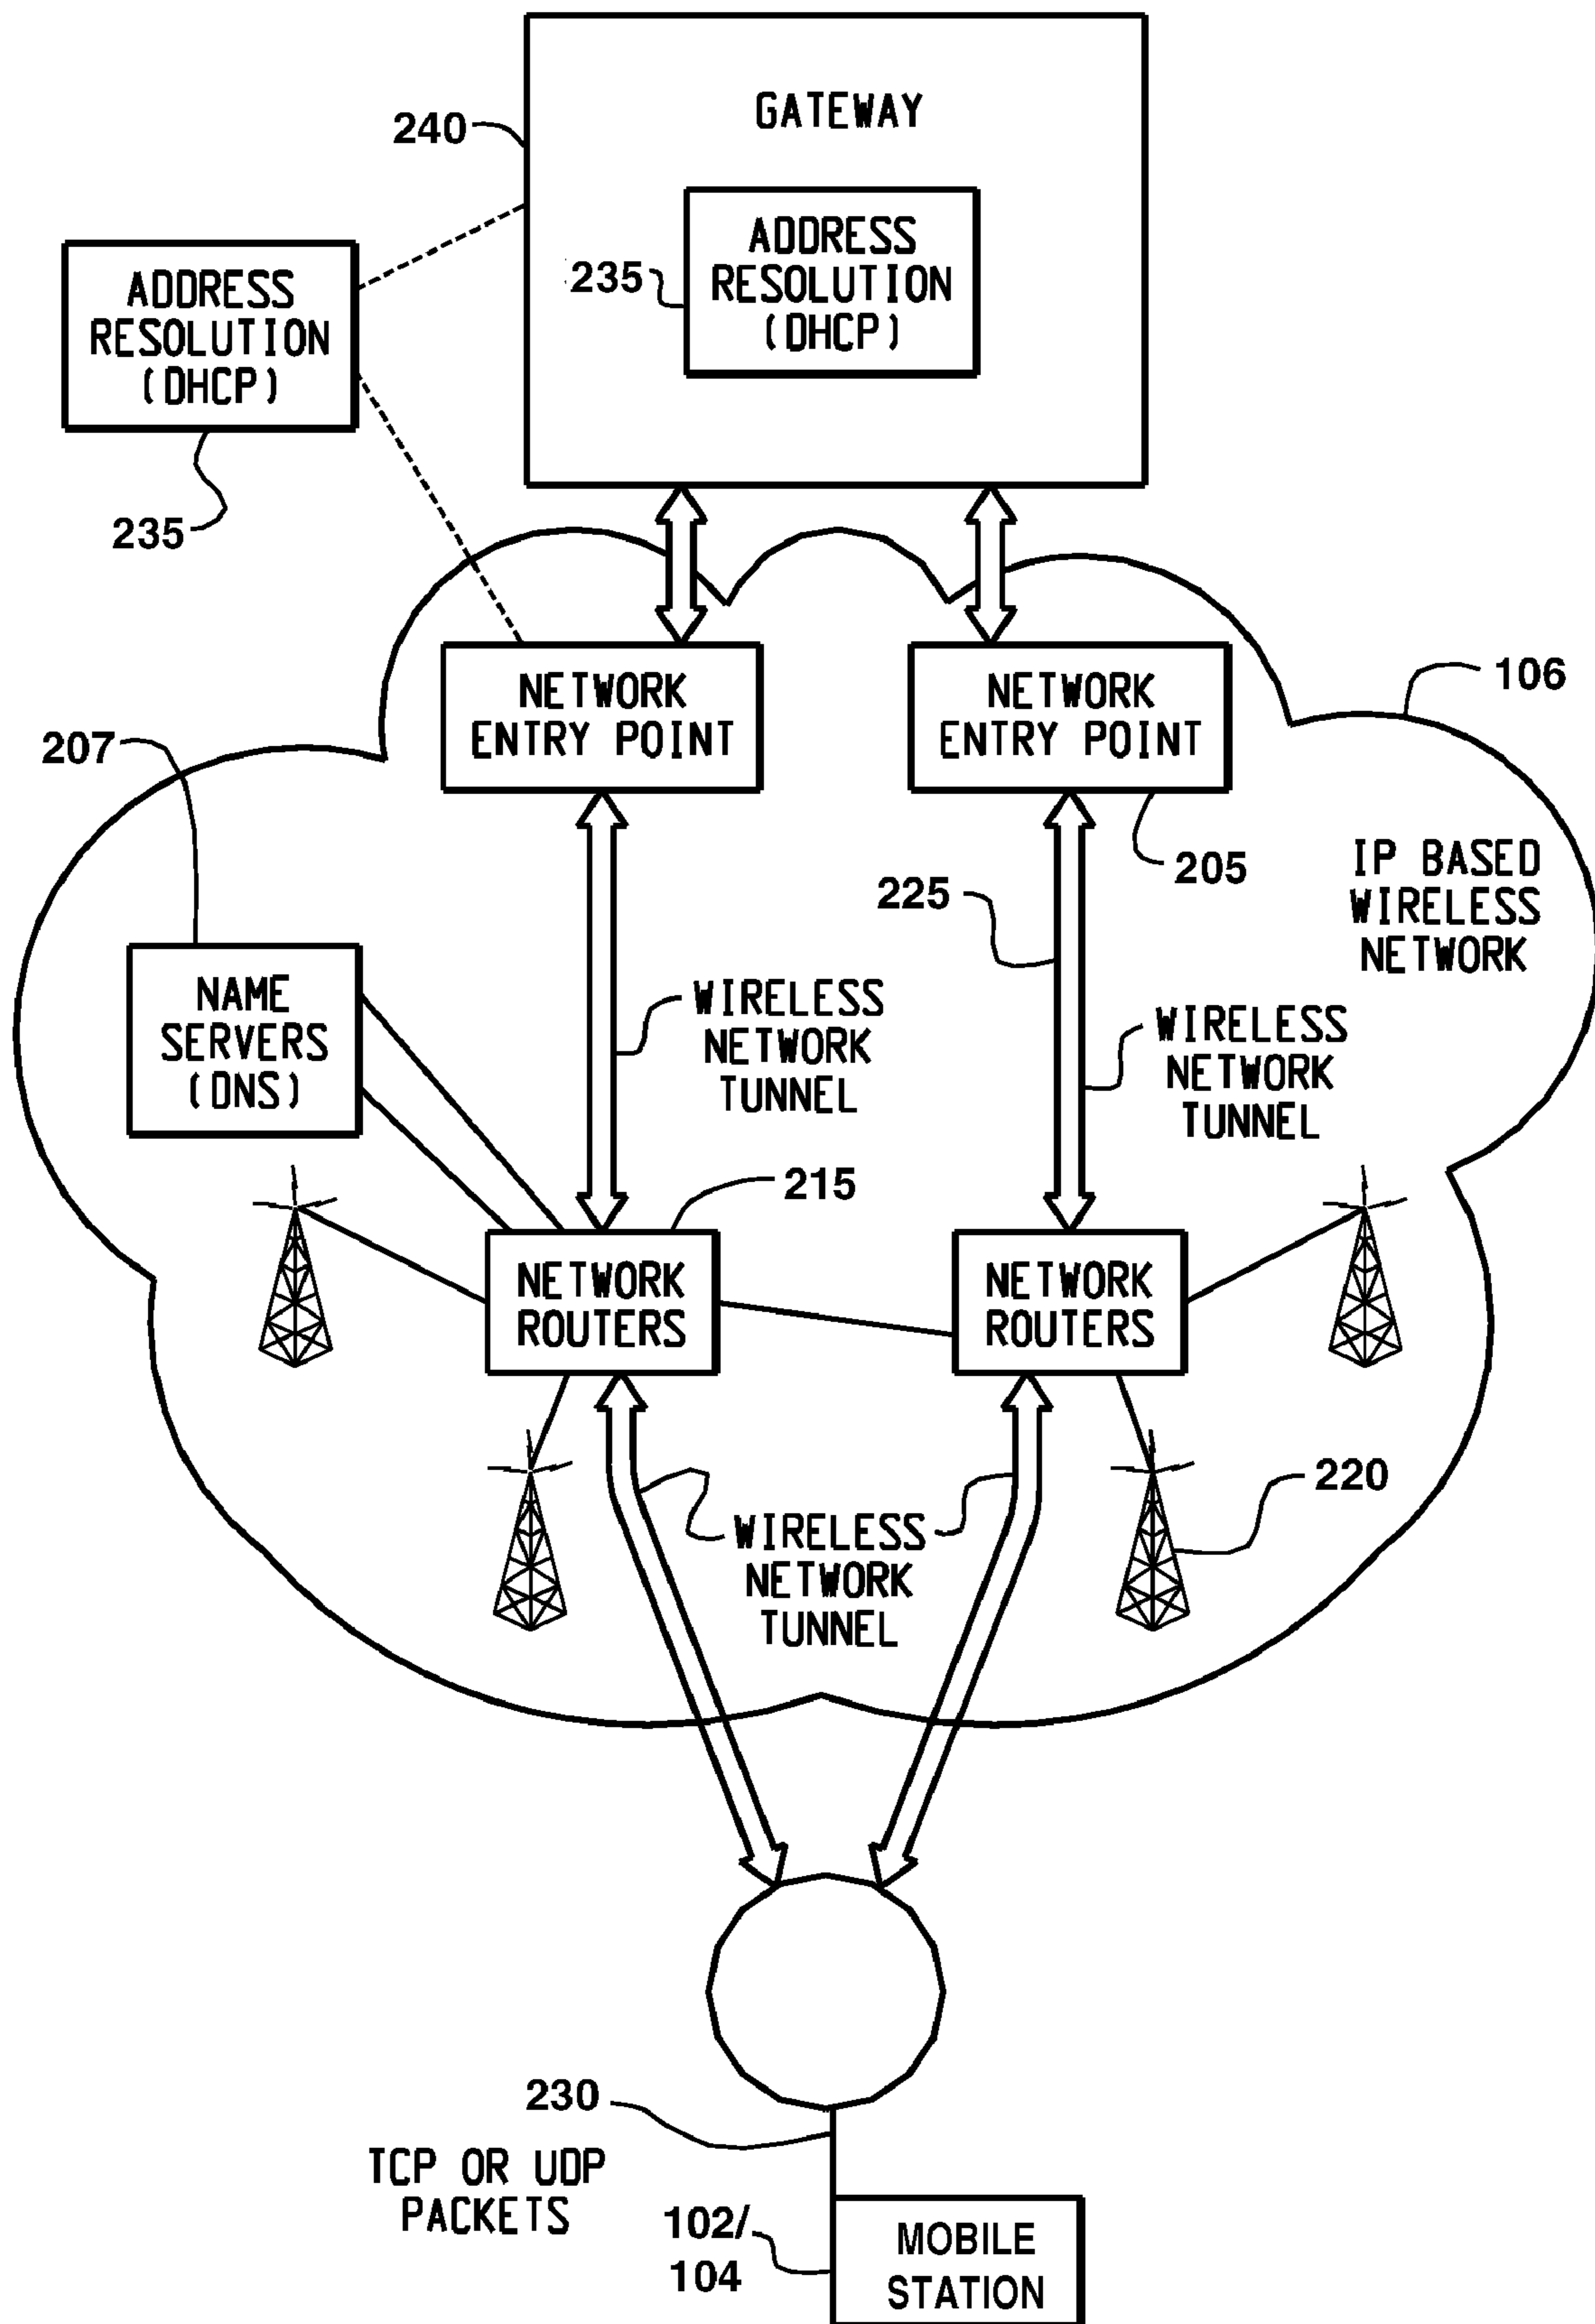 GATEWAY
240
ADDRESS
RESOLUTION
(DHCP)
235
ADDRESS
RESOLUTION
(DHCP)
235
NETWORK
ENTRY POINT
NETWORK
ENTRY POINT
106
207
205
IP BASED
WIRELESS
NETWORK
225
NAME
SERVERS
(DNS)
WIRELESS
NETWORK
TUNNEL
WIRELESS
NETWORK
TUNNEL
215
NETWORK
ROUTERS
NETWORK
ROUTERS
220
WIRELESS
NETWORK
TUNNEL
230
TCP OR UDP
PACKETS
102/
104
MOBILE
STATION